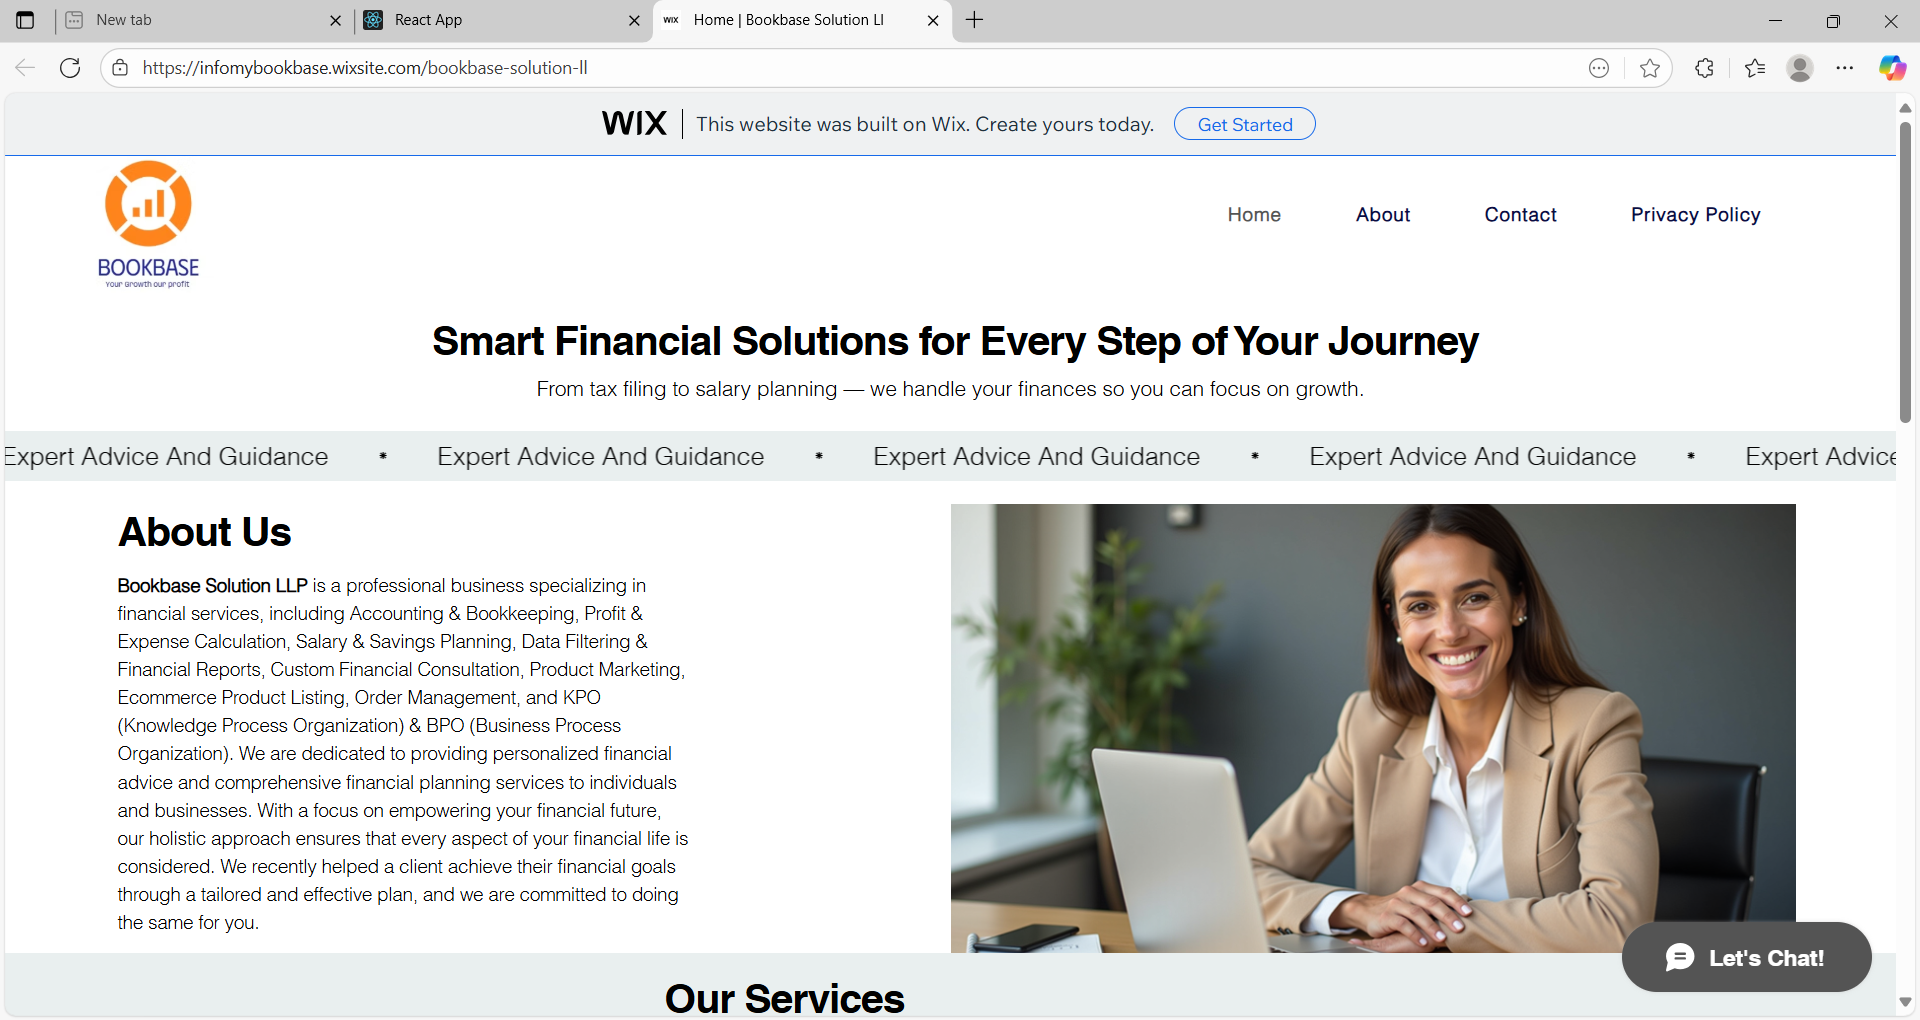 New tab
React App
WIX Home | Bookbase Solution Ll
https://infomybookbase.wixsite.com/bookbase-solution-ll
WIX This website was built on Wix. Create yours today. Get Started
BOOKBASE
Your Growth our profit
Home About Contact Privacy Policy
Smart Financial Solutions for Every Step of Your Journey
From tax filing to salary planning — we handle your finances so you can focus on growth.
Expert Advice And Guidance * Expert Advice And Guidance * Expert Advice And Guidance * Expert Advice And Guidance * Expert Advice
About Us
Bookbase Solution LLP is a professional business specializing in
financial services, including Accounting & Bookkeeping, Profit &
Expense Calculation, Salary & Savings Planning, Data Filtering &
Financial Reports, Custom Financial Consultation, Product Marketing,
Ecommerce Product Listing, Order Management, and KPO
(Knowledge Process Organization) & BPO (Business Process
Organization). We are dedicated to providing personalized financial
advice and comprehensive financial planning services to individuals
and businesses. With a focus on empowering your financial future,
our holistic approach ensures that every aspect of your financial life is
considered. We recently helped a client achieve their financial goals
through a tailored and effective plan, and we are committed to doing
the same for you.
Let's Chat!
Our Services